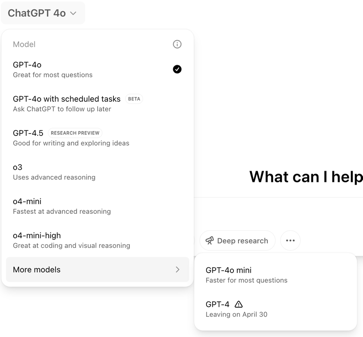 ChatGPT 4o
Model
GPT-4o
Great for most questions
GPT-4o with scheduled tasks BETA
Ask ChatGPT to follow up later
GPT-4.5 RESEARCH PREVIEW
Good for writing and exploring ideas
o3
Uses advanced reasoning
o4-mini
Fastest at advanced reasoning
o4-mini-high
Great at coding and visual reasoning
More models
What can I help
Deep research
GPT-4o mini
Faster for most questions
GPT-4
Leaving on April 30